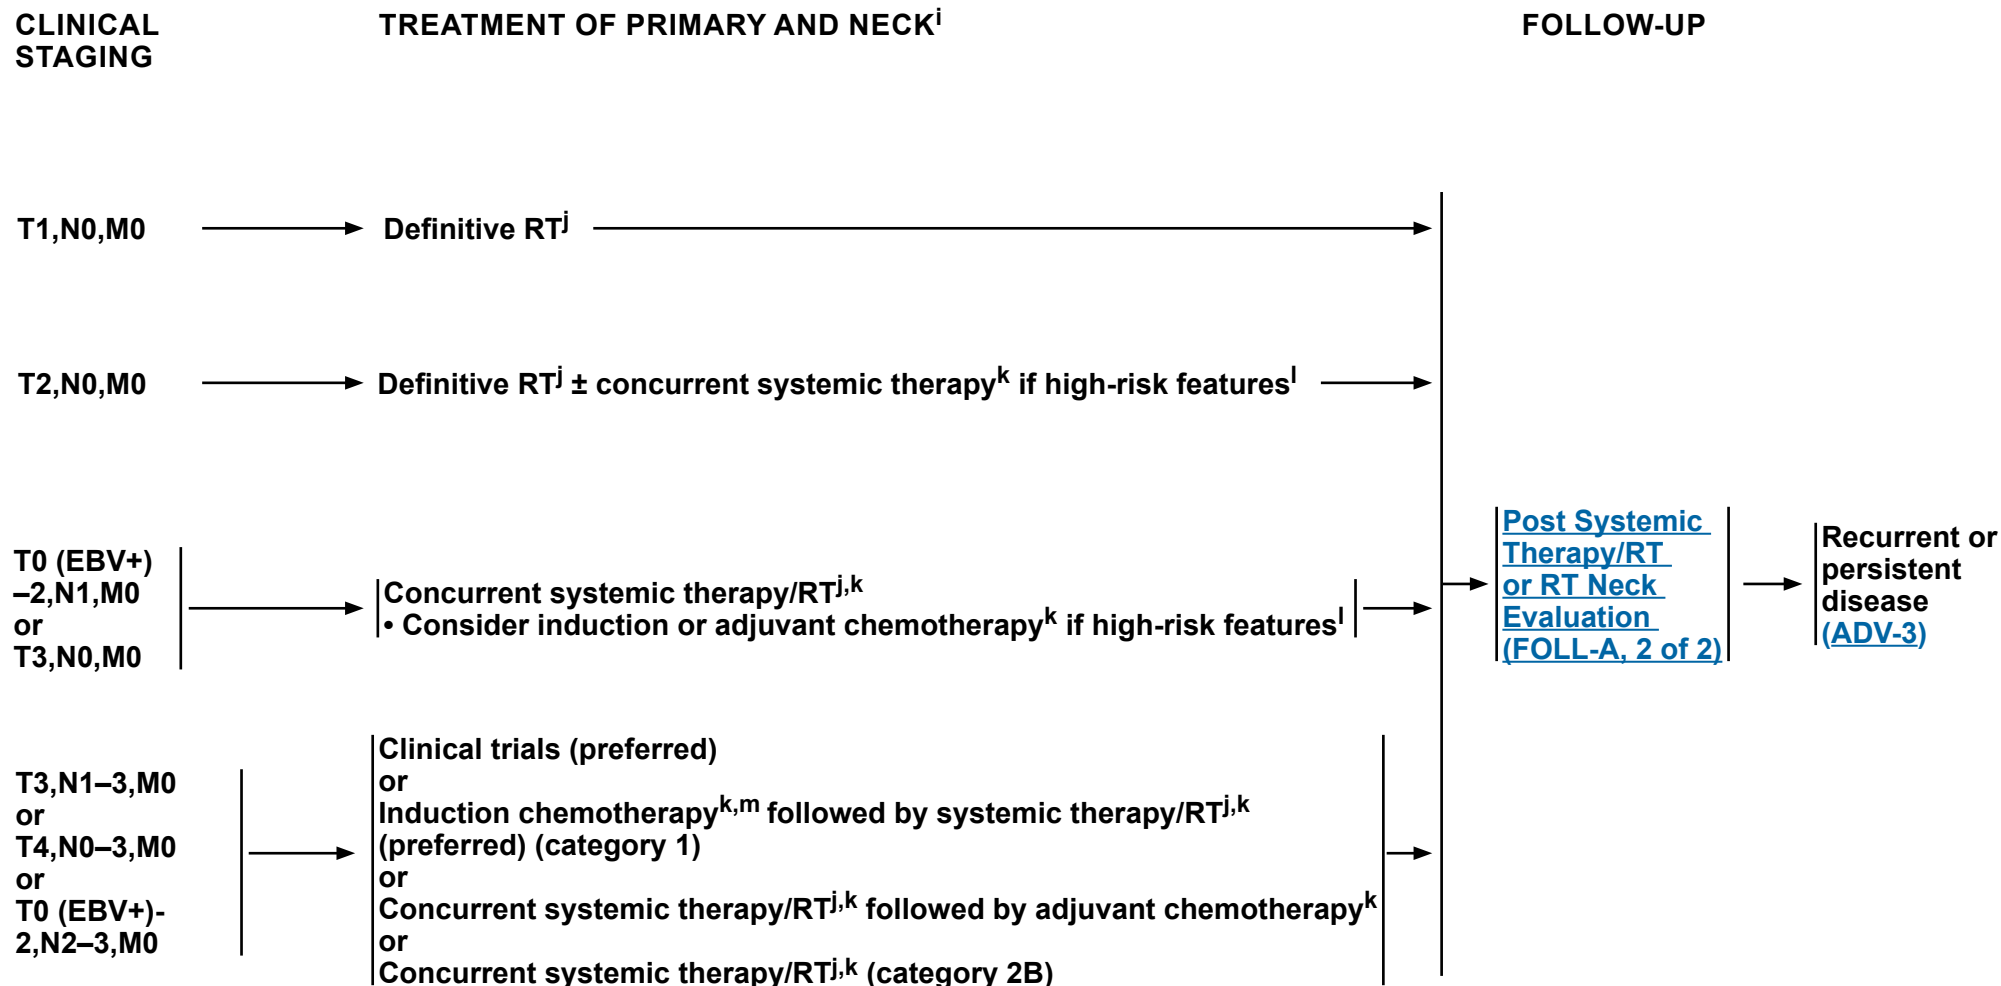 CLINICAL
STAGING
TREATMENT OF PRIMARY AND NECKi
FOLLOW-UP
T1,N0,M0
Definitive RTj
T2,N0,M0
Definitive RTj ± concurrent systemic therapyk if high-risk featuresl
T0 (EBV+)
–2,N1,M0
or
T3,N0,M0
Concurrent systemic therapy/RTj,k
• Consider induction or adjuvant chemotherapyk if high-risk featuresl
T3,N1–3,M0
or
T4,N0–3,M0
or
T0 (EBV+)-
2,N2–3,M0
Clinical trials (preferred)
or
Induction chemotherapyk,m followed by systemic therapy/RTj,k
(preferred) (category 1)
or
Concurrent systemic therapy/RTj,k followed by adjuvant chemotherapyk
or
Concurrent systemic therapy/RTj,k (category 2B)
Post Systemic
Therapy/RT
or RT Neck
Evaluation
(FOLL-A, 2 of 2)
Recurrent or
persistent
disease
(ADV-3)